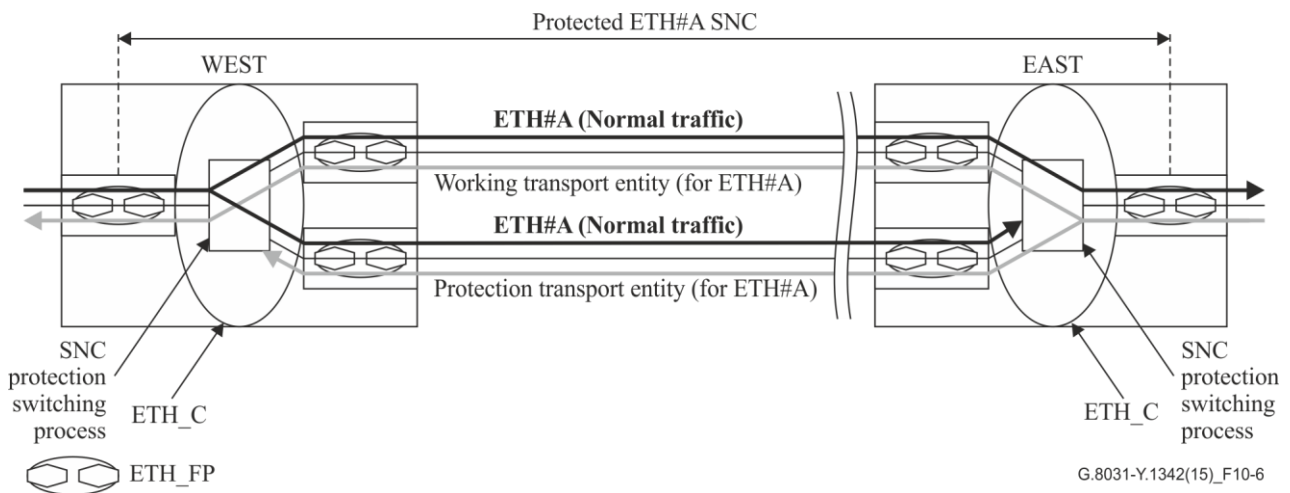 Protected ETH#A SNC
WEST
EAST
ETH#A (Normal traffic)
Working transport entity (for ETH#A)
ETH#A (Normal traffic)
Protection transport entity (for ETH#A)
SNC
protection
switching
process
ETH_C
ETH_C
SNC
protection
switching
process
ETH_FP
G.8031-Y.1342(15)_F10-6